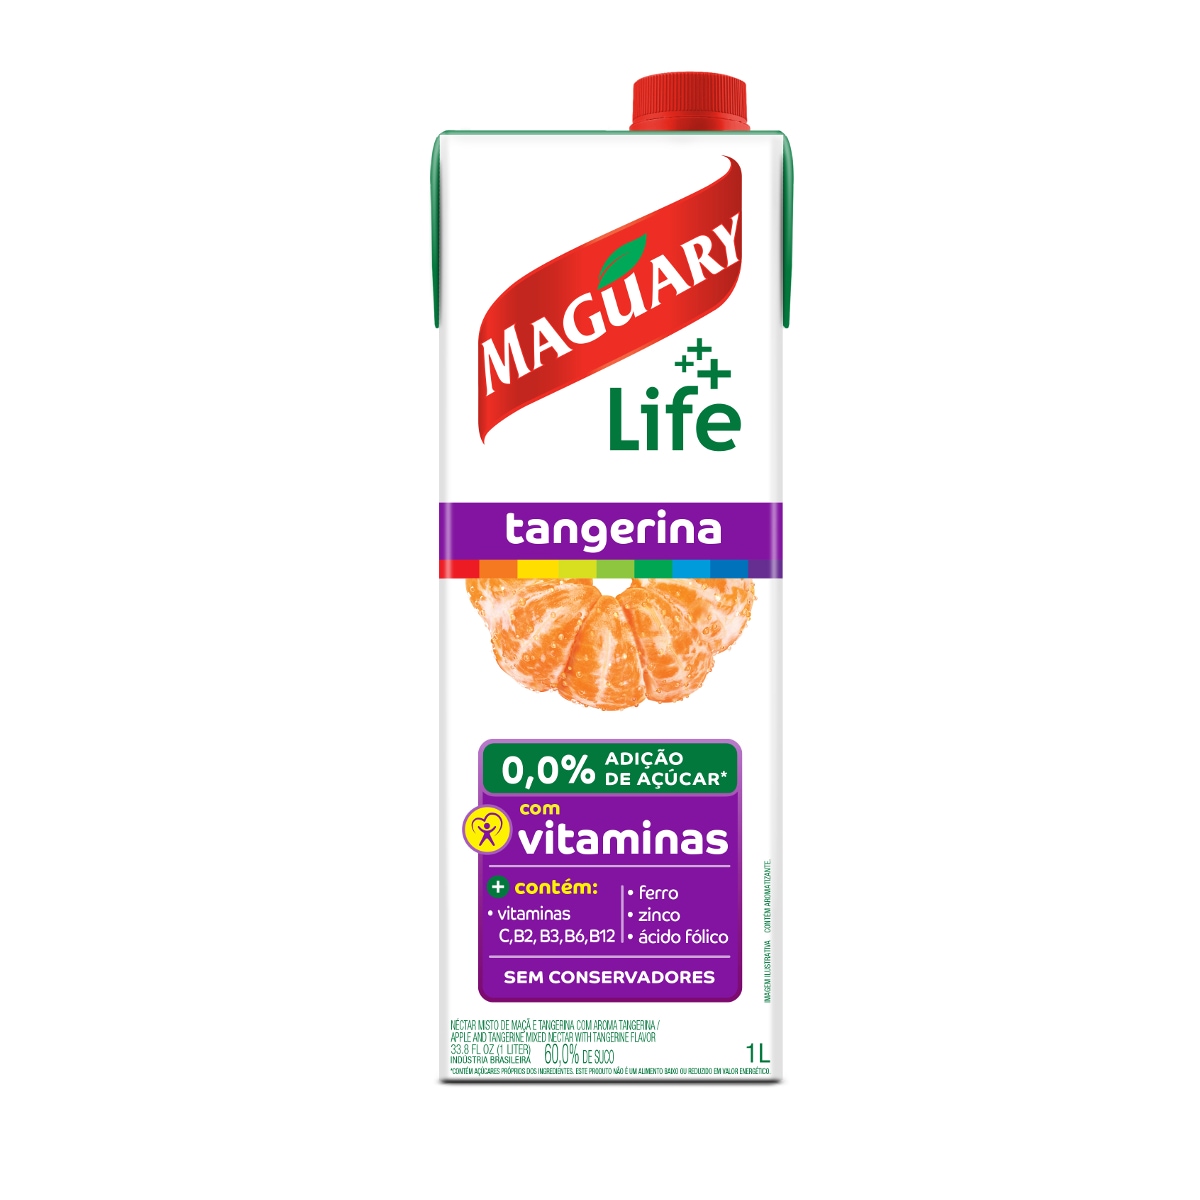 MAGUARY
Life
tangerina
0,0% ADIÇÃO
DE AÇÚCAR*
com
vitaminas
+ contém:
• vitaminas
C,B2, B3,B6,B12
• ferro
• zinco
• ácido fólico
SEM CONSERVADORES
IMAGEM ILUSTRATIVA CONTÉM AROMATIZANTE.
NÉCTAR MISTO DE MAÇÃ E TANGERINA COM AROMA TANGERINA /
APPLE AND TANGERINE MIXED NECTAR WITH TANGERINE FLAVOR
33.8 FL OZ (1 LITER) 60,0% DE SUCO
INDÚSTRIA BRASILEIRA
1L
*CONTÉM AÇÚCARES PRÓPRIOS DOS INGREDIENTES. ESTE PRODUTO NÃO É UM ALIMENTO BAIXO OU REDUZIDO EM VALOR ENERGÉTICO.